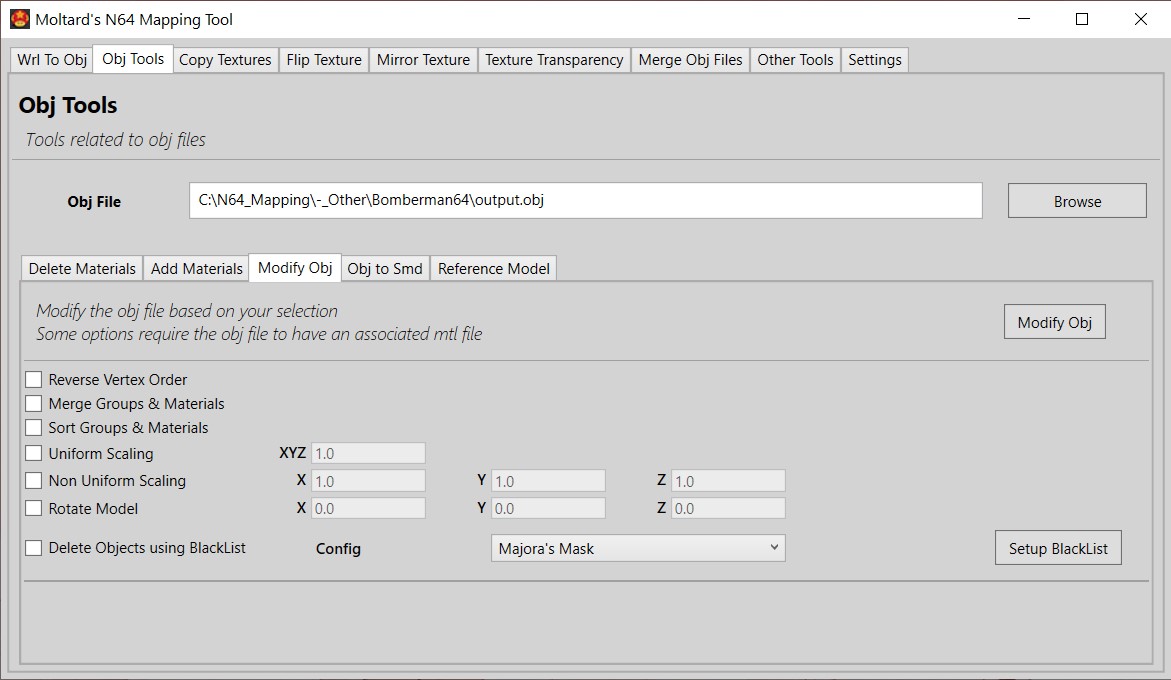 Moltard's N64 Mapping Tool
Wrl To Obj Obj Tools Copy Textures Flip Texture Mirror Texture Texture Transparency Merge Obj Files Other Tools Settings
Obj Tools
Tools related to obj files
Obj File C:\N64_Mapping\-_Other\Bomberman64\output.obj Browse
Delete Materials Add Materials Modify Obj Obj to Smd Reference Model
Modify the obj file based on your selection
Some options require the obj file to have an associated mtl file
Modify Obj
Reverse Vertex Order
Merge Groups & Materials
Sort Groups & Materials
Uniform Scaling XYZ 1.0
Non Uniform Scaling X 1.0 Y 1.0 Z 1.0
Rotate Model X 0.0 Y 0.0 Z 0.0
Delete Objects using BlackList Config Majora's Mask Setup BlackList